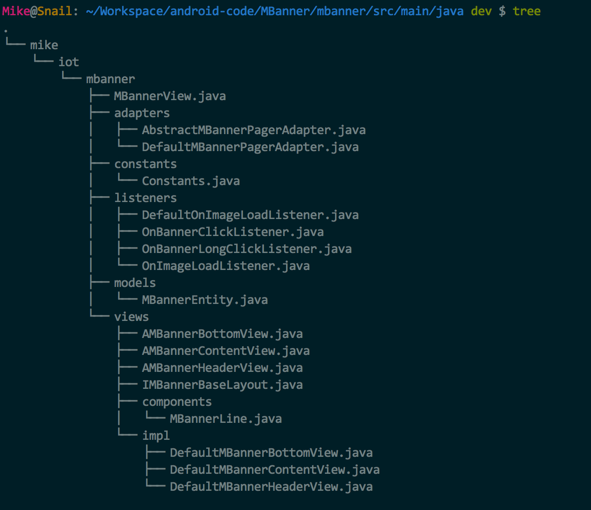 Mike@Snail: ~/Workspace/android-code/MBanner/mbanner/src/main/java dev $ tree
.
└── mike
    └── iot
        └── mbanner
            ├── MBannerView.java
            ├── adapters
            │   ├── AbstractMBannerPagerAdapter.java
            │   └── DefaultMBannerPagerAdapter.java
            ├── constants
            │   └── Constants.java
            ├── listeners
            │   ├── DefaultOnImageLoadListener.java
            │   ├── OnBannerClickListener.java
            │   ├── OnBannerLongClickListener.java
            │   └── OnImageLoadListener.java
            ├── models
            │   └── MBannerEntity.java
            └── views
                ├── AMBannerBottomView.java
                ├── AMBannerContentView.java
                ├── AMBannerHeaderView.java
                ├── IMBannerBaseLayout.java
                ├── components
                │   └── MBannerLine.java
                └── impl
                    ├── DefaultMBannerBottomView.java
                    ├── DefaultMBannerContentView.java
                    └── DefaultMBannerHeaderView.java